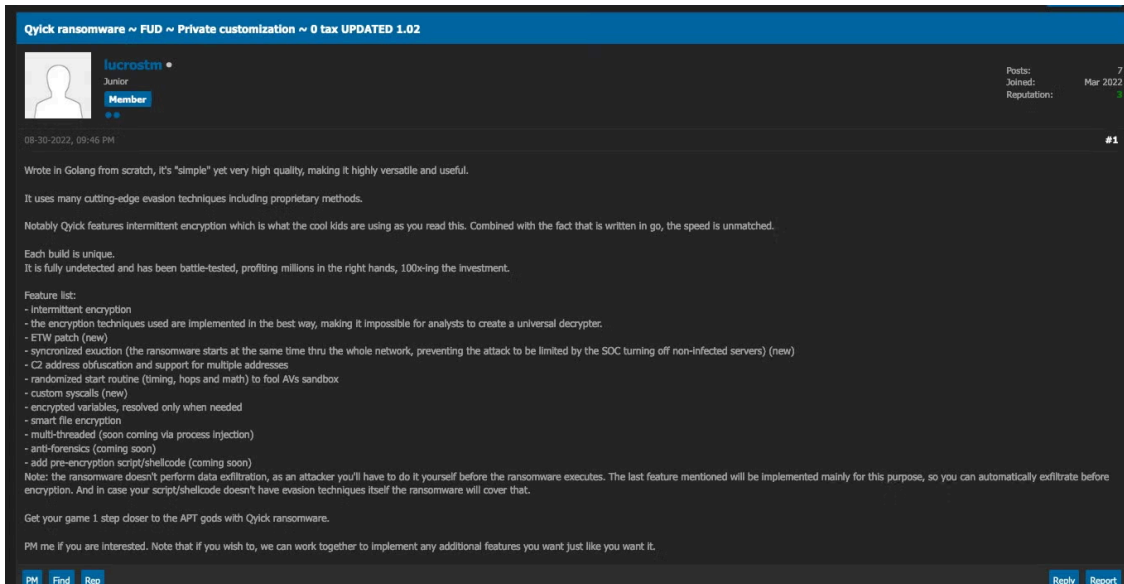 Qyick ransomware ~ FUD ~ Private customization ~ 0 tax UPDATED 1.02
lucrostm
Junior
Member
Posts: 7
Joined: Mar 2022
Reputation: 3
08-30-2022, 09:46 PM
#1
Wrote in Golang from scratch, it's "simple" yet very high quality, making it highly versatile and useful.
It uses many cutting-edge evasion techniques including proprietary methods.
Notably Qyick features intermittent encryption which is what the cool kids are using as you read this. Combined with the fact that is written in go, the speed is unmatched.
Each build is unique.
It is fully undetected and has been battle-tested, profiting millions in the right hands, 100x-ing the investment.
Feature list:
- intermittent encryption
- the encryption techniques used are implemented in the best way, making it impossible for analysts to create a universal decrypter.
- ETW patch (new)
- syncronized exuction (the ransomware starts at the same time thru the whole network, preventing the attack to be limited by the SOC turning off non-infected servers) (new)
- C2 address obfuscation and support for multiple addresses
- randomized start routine (timing, hops and math) to fool AVs sandbox
- custom syscalls (new)
- encrypted variables, resolved only when needed
- smart file encryption
- multi-threaded (soon coming via process injection)
- anti-forensics (coming soon)
- add pre-encryption script/shellcode (coming soon)
Note: the ransomware doesn't perform data exfiltration, as an attacker you'll have to do it yourself before the ransomware executes. The last feature mentioned will be implemented mainly for this purpose, so you can automatically exfiltrate before
encryption. And in case your script/shellcode doesn't have evasion techniques itself the ransomware will cover that.
Get your game 1 step closer to the APT gods with Qyick ransomware.
PM me if you are interested. Note that if you wish to, we can work together to implement any additional features you want just like you want it.
PM Find Rep
Reply Report